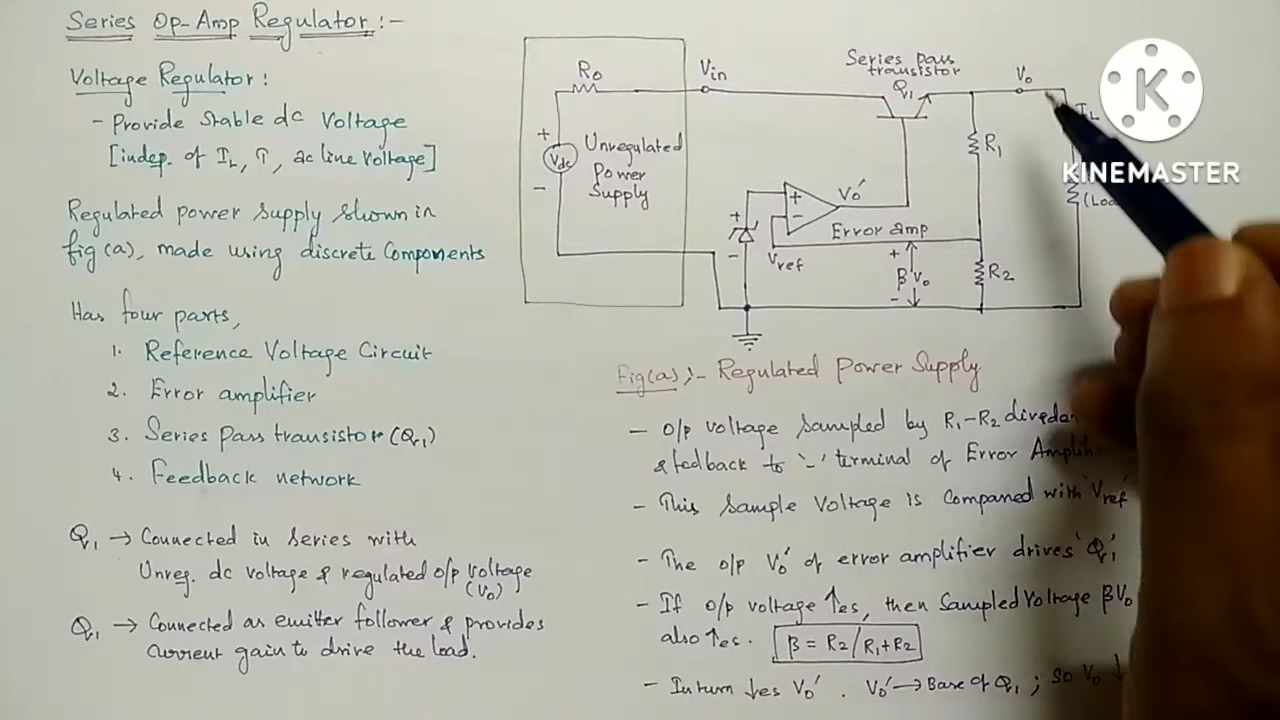 Series Op-Amp Regulator :-
Voltage Regulator :
- Provide stable dc Voltage
[indep. of IL, T, ac line voltage]
Regulated power supply shown in
fig (a), made using discrete Components
Has four parts,
1. Reference Voltage Circuit
2. Error amplifier
3. Series pass transistor (Q1)
4. Feedback network
Q1 → Connected in series with
Unreg. dc voltage & regulated o/p voltage
(Vo)
Q1 → Connected as emitter follower & provides
current gain to drive the load.
Ro
Vin
Series pass
transistor
Q1
Vo
IL
R1
+
Vdc
-
Unregulated
Power
Supply
+
-
+
-
Vo'
Error amp
Vref
+
βVo
-
R2
K
KINEMASTER
Fig(a) :- Regulated Power Supply
- O/p voltage sampled by R1-R2
& fedback to '-' terminal of Error
- This Sample Voltage is Companed with 'Vref'
- The o/p Vo' of error amplifier drives 'Q1'
- If o/p voltage ↑es, then Sampled Voltage βVo
also ↑es. β = R2/R1+R2
- In turn ↓es Vo'. Vo' → Base of Q1 ; so Vo ↓